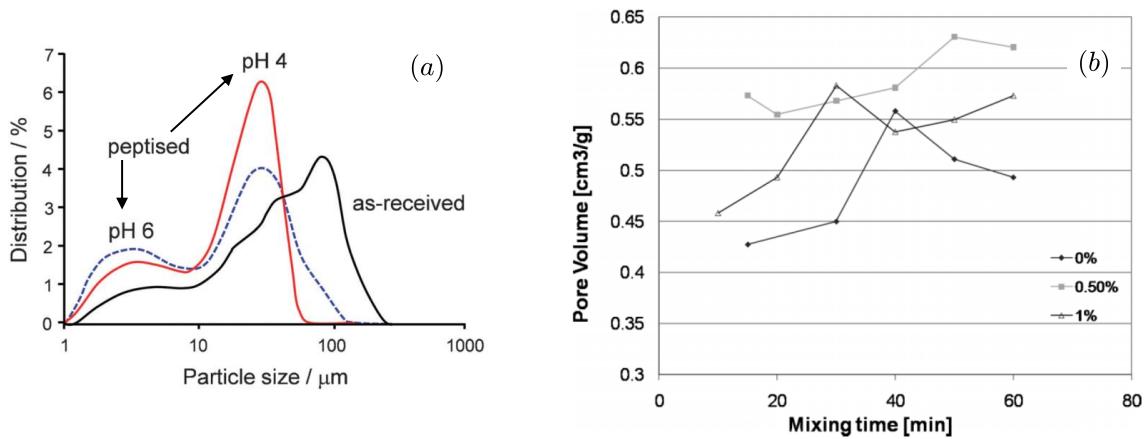 (a)
7
6
5
4
3
2
1
0
Distribution / %
pH 4
peptised
pH 6
as-received
1
10
100
1000
Particle size / μm
(b)
0.65
0.6
0.55
0.5
0.45
0.4
0.35
0.3
Pore Volume [cm3/g]
0%
0.50%
1%
0
20
40
60
80
Mixing time [min]